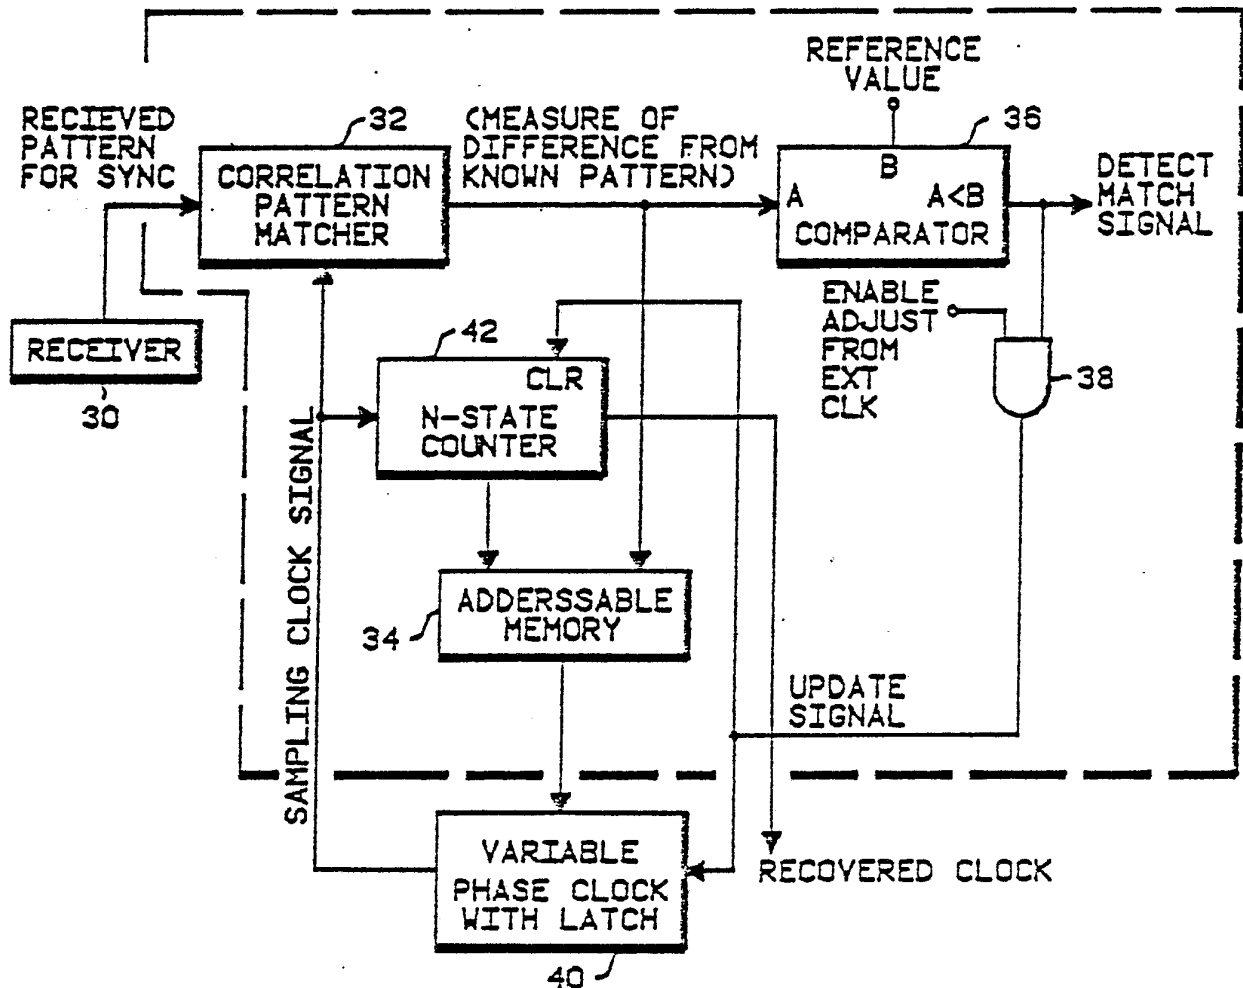 REFERENCE
VALUE
RECIEVED
PATTERN
FOR SYNC
32
CORRELATION
PATTERN
MATCHER
(MEASURE OF
DIFFERENCE FROM
KNOWN PATTERN)
36
B
A
A<B
COMPARATOR
DETECT
MATCH
SIGNAL
RECEIVER
30
42
CLR
N-STATE
COUNTER
ENABLE
ADJUST
FROM
EXT
CLK
38
SAMPLING CLOCK SIGNAL
ADDERSSABLE
MEMORY
34
UPDATE
SIGNAL
VARIABLE
PHASE CLOCK
WITH LATCH
40
RECOVERED CLOCK